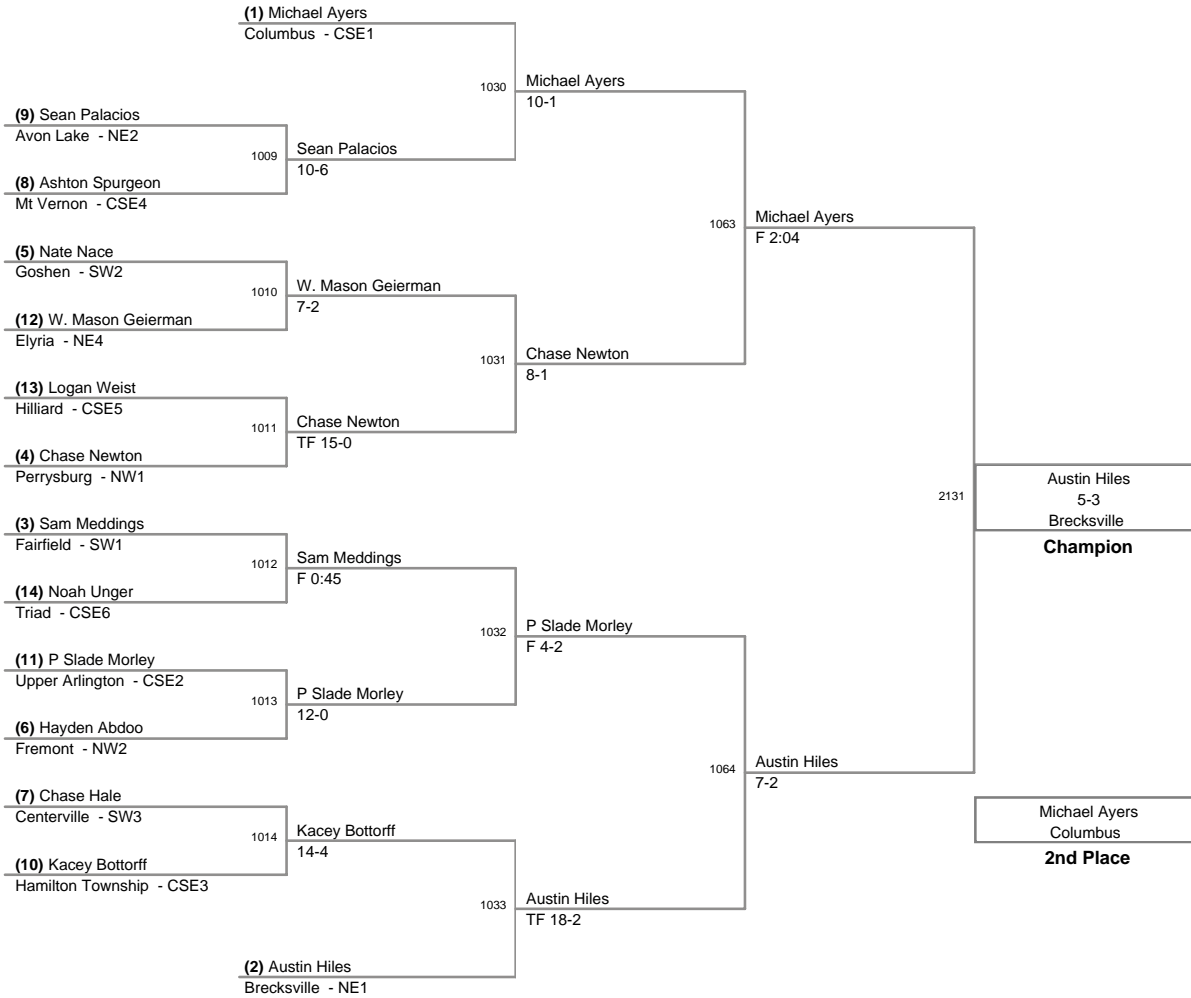 (1) Michael Ayers
Columbus - CSE1
1030
Michael Ayers
10-1
(9) Sean Palacios
Avon Lake - NE2
1009
Sean Palacios
10-6
(8) Ashton Spurgeon
Mt Vernon - CSE4
1063
Michael Ayers
F 2:04
(5) Nate Nace
Goshen - SW2
1010
W. Mason Geierman
7-2
(12) W. Mason Geierman
Elyria - NE4
1031
Chase Newton
8-1
(13) Logan Weist
Hilliard - CSE5
1011
Chase Newton
TF 15-0
(4) Chase Newton
Perrysburg - NW1
2131
Austin Hiles
5-3
Brecksville
Champion
(3) Sam Meddings
Fairfield - SW1
1012
Sam Meddings
F 0:45
(14) Noah Unger
Triad - CSE6
1032
P Slade Morley
F 4-2
(11) P Slade Morley
Upper Arlington - CSE2
1013
P Slade Morley
12-0
(6) Hayden Abdoo
Fremont - NW2
1064
Austin Hiles
7-2
(7) Chase Hale
Centerville - SW3
1014
Kacey Bottorff
14-4
(10) Kacey Bottorff
Hamilton Township - CSE3
Michael Ayers
Columbus
2nd Place
1033
Austin Hiles
TF 18-2
(2) Austin Hiles
Brecksville - NE1